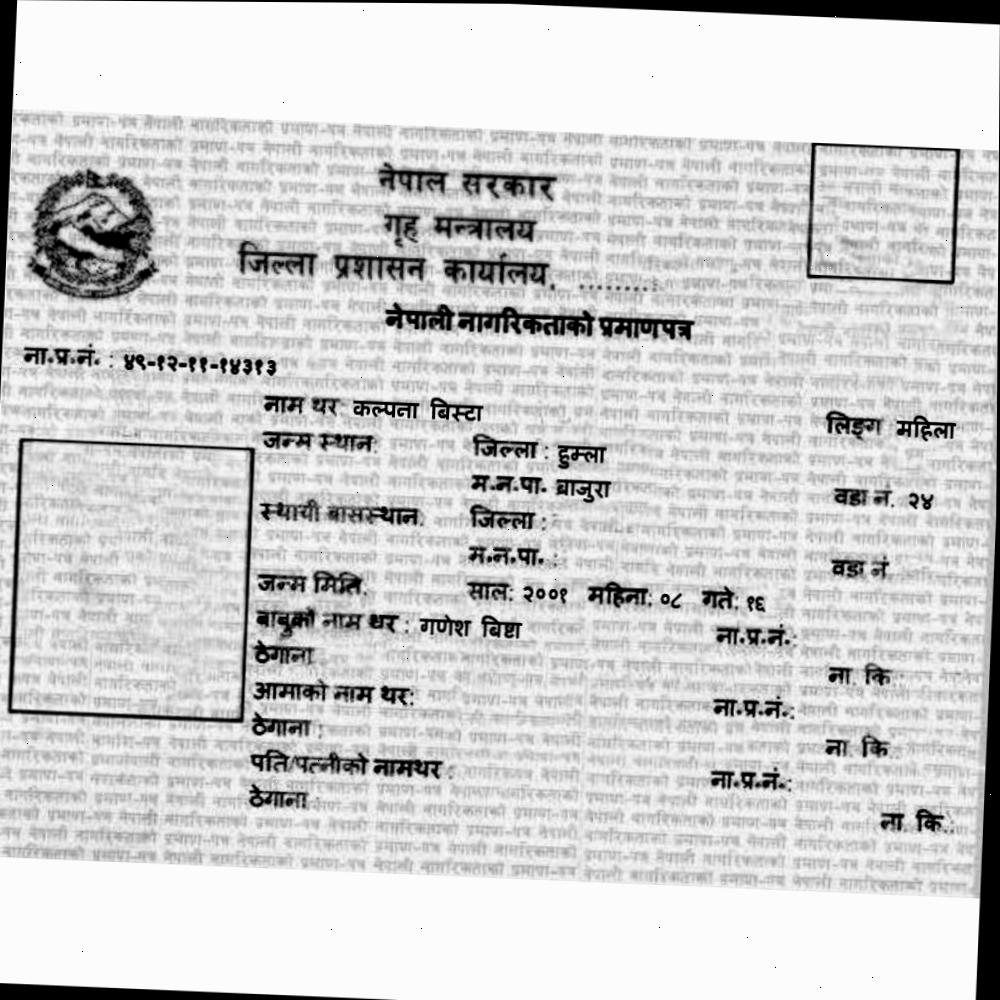 नेपाल सरकार
गृह मन्त्रालय
जिल्ला प्रशासन कार्यालय, .........
नेपाली नागरिकताको प्रमाणपत्र
ना.प्र.नं. : ४९-१२-११-१४३१३
नाम थर: कल्पना बिस्टा लिङ्ग महिला
जन्म स्थान: जिल्ला : हुम्ला
म.न.पा. बाजुरा वडा नं. २४
स्थायी बासस्थान: जिल्ला :
म.न.पा. : वडा नं.
जन्म मिति: साल: २००१ महिना: ०८ गते: १६
बाबुको नाम थर : गणेश बिष्टा ना.प्र.नं.:
ठेगाना : ना. कि.:
आमाको नाम थर: ना.प्र.नं.:
ठेगाना : ना. कि.:
पति/पत्नीको नामथर : ना.प्र.नं.:
ठेगाना : ना. कि.: